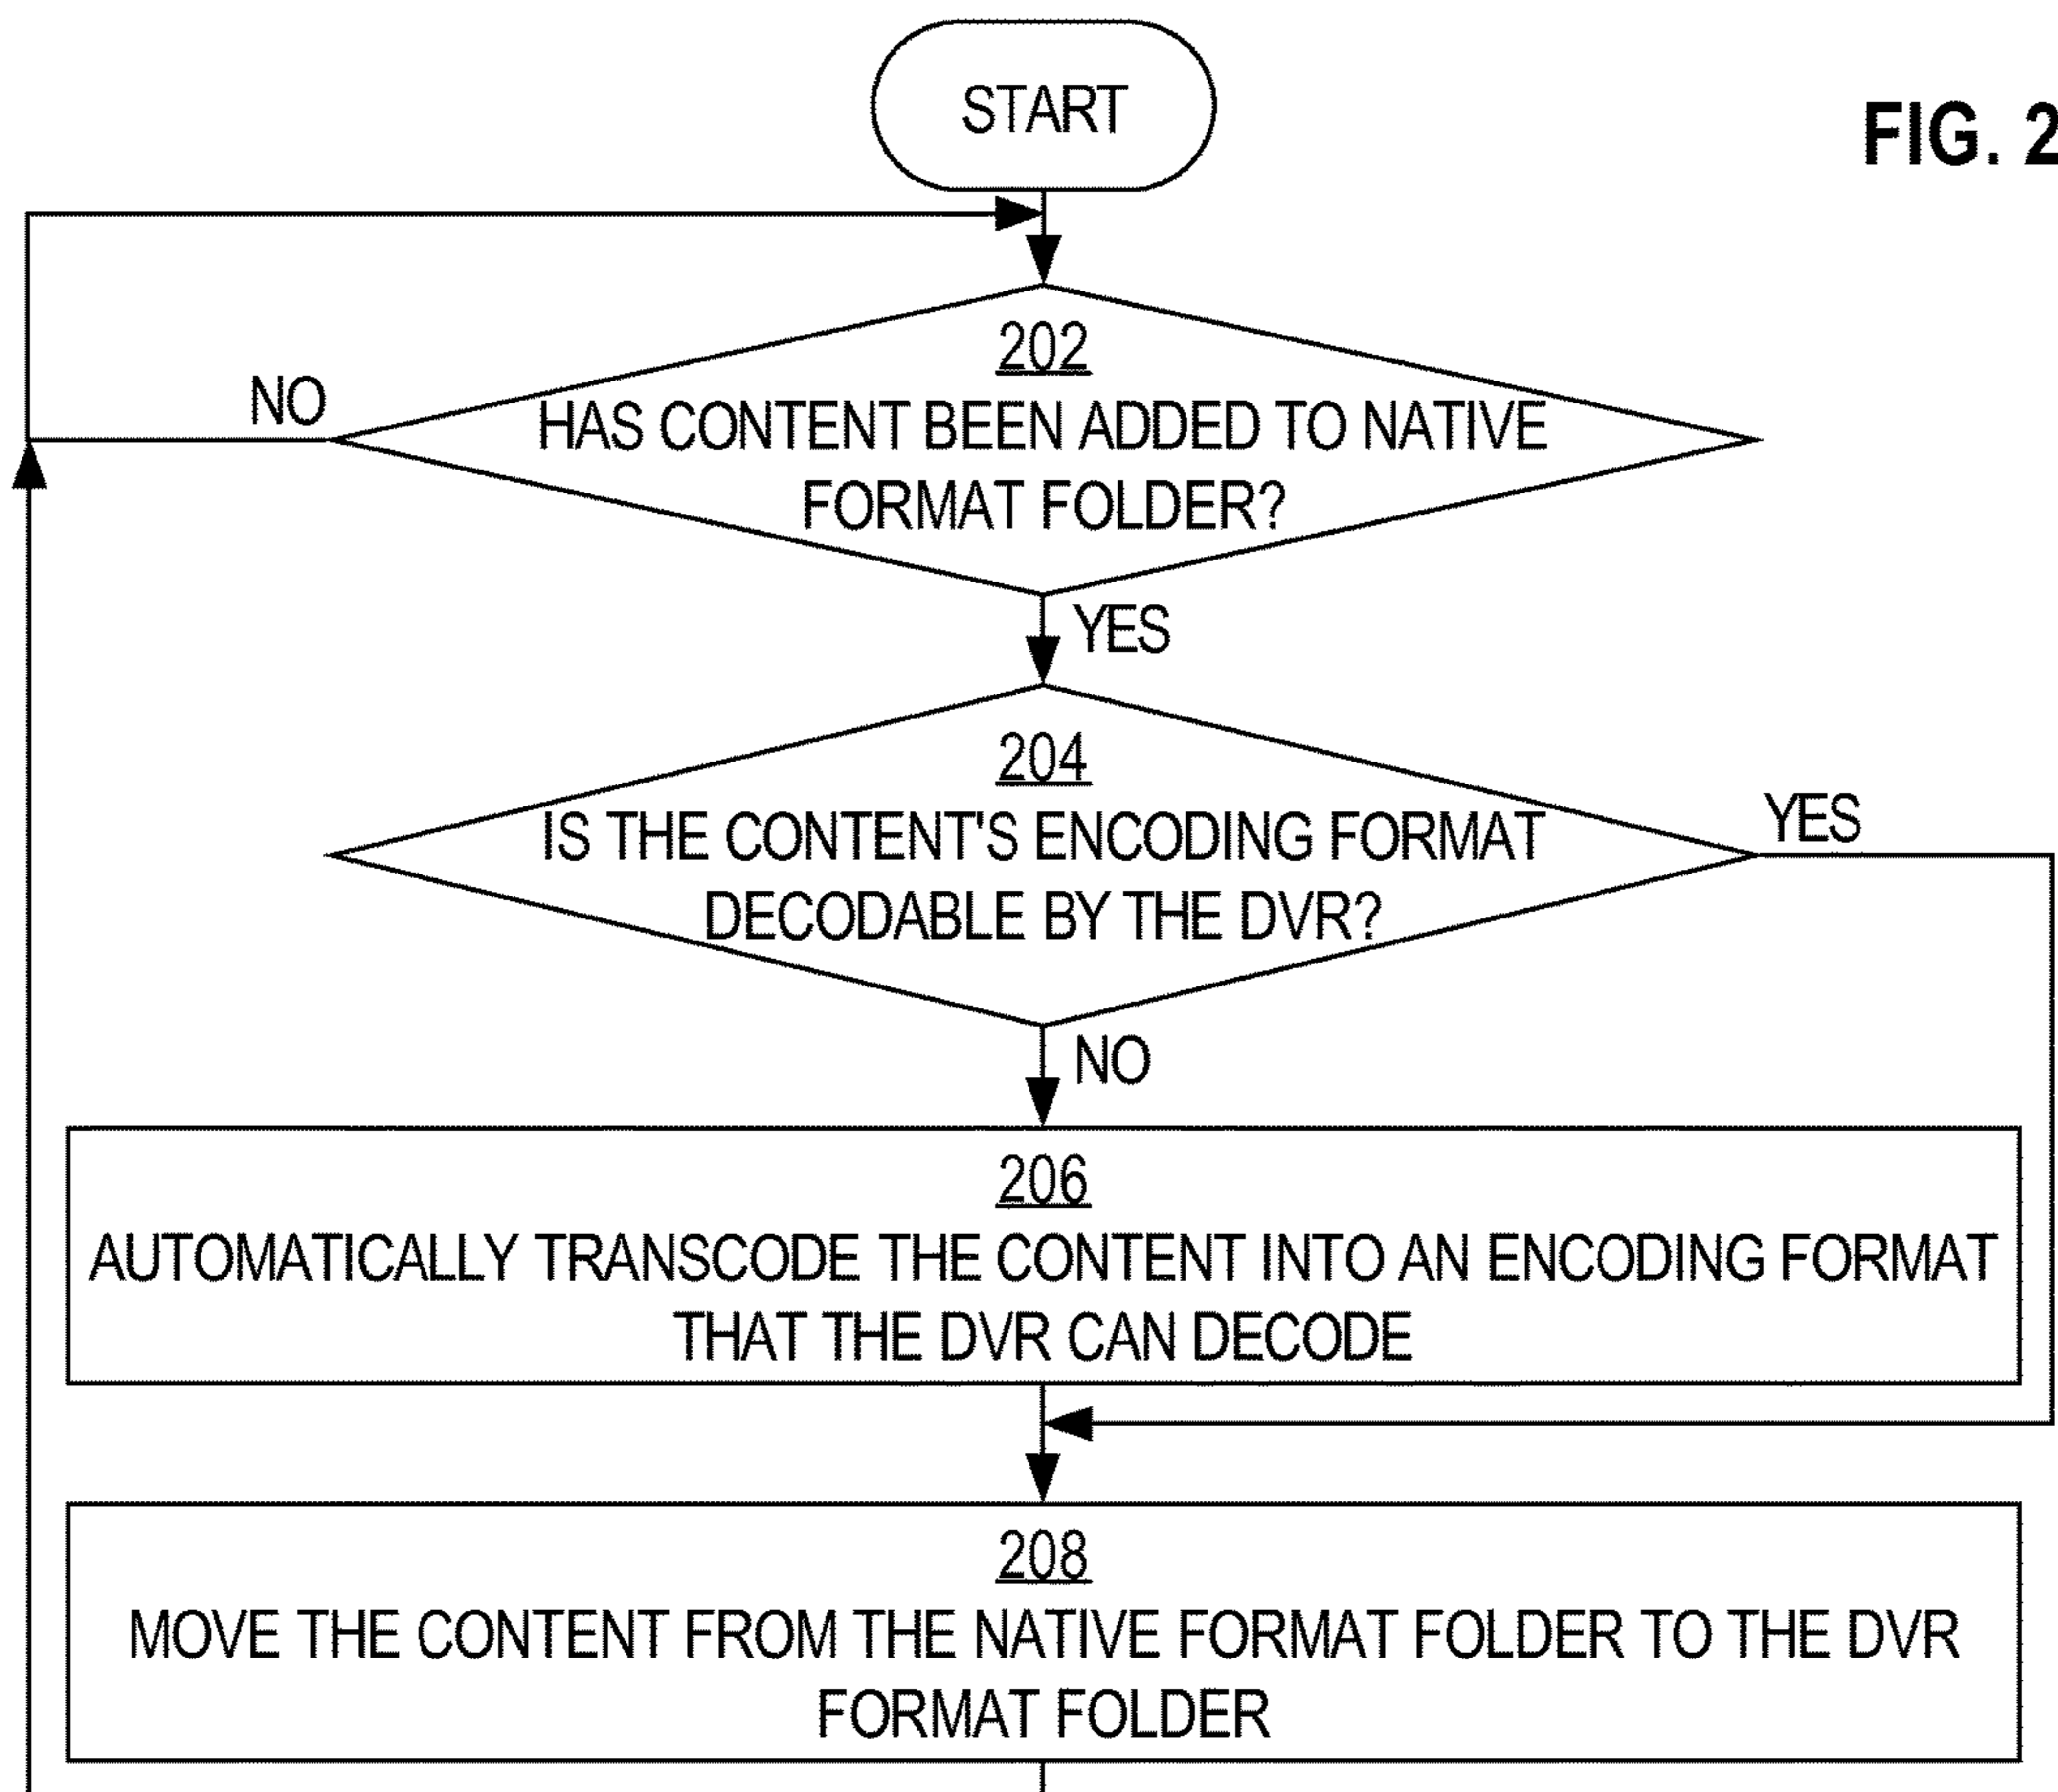 START
FIG. 2
202
NO
HAS CONTENT BEEN ADDED TO NATIVE
FORMAT FOLDER?
YES
204
YES
IS THE CONTENT'S ENCODING FORMAT
DECODABLE BY THE DVR?
NO
206
AUTOMATICALLY TRANSCODE THE CONTENT INTO AN ENCODING FORMAT
THAT THE DVR CAN DECODE
208
MOVE THE CONTENT FROM THE NATIVE FORMAT FOLDER TO THE DVR
FORMAT FOLDER